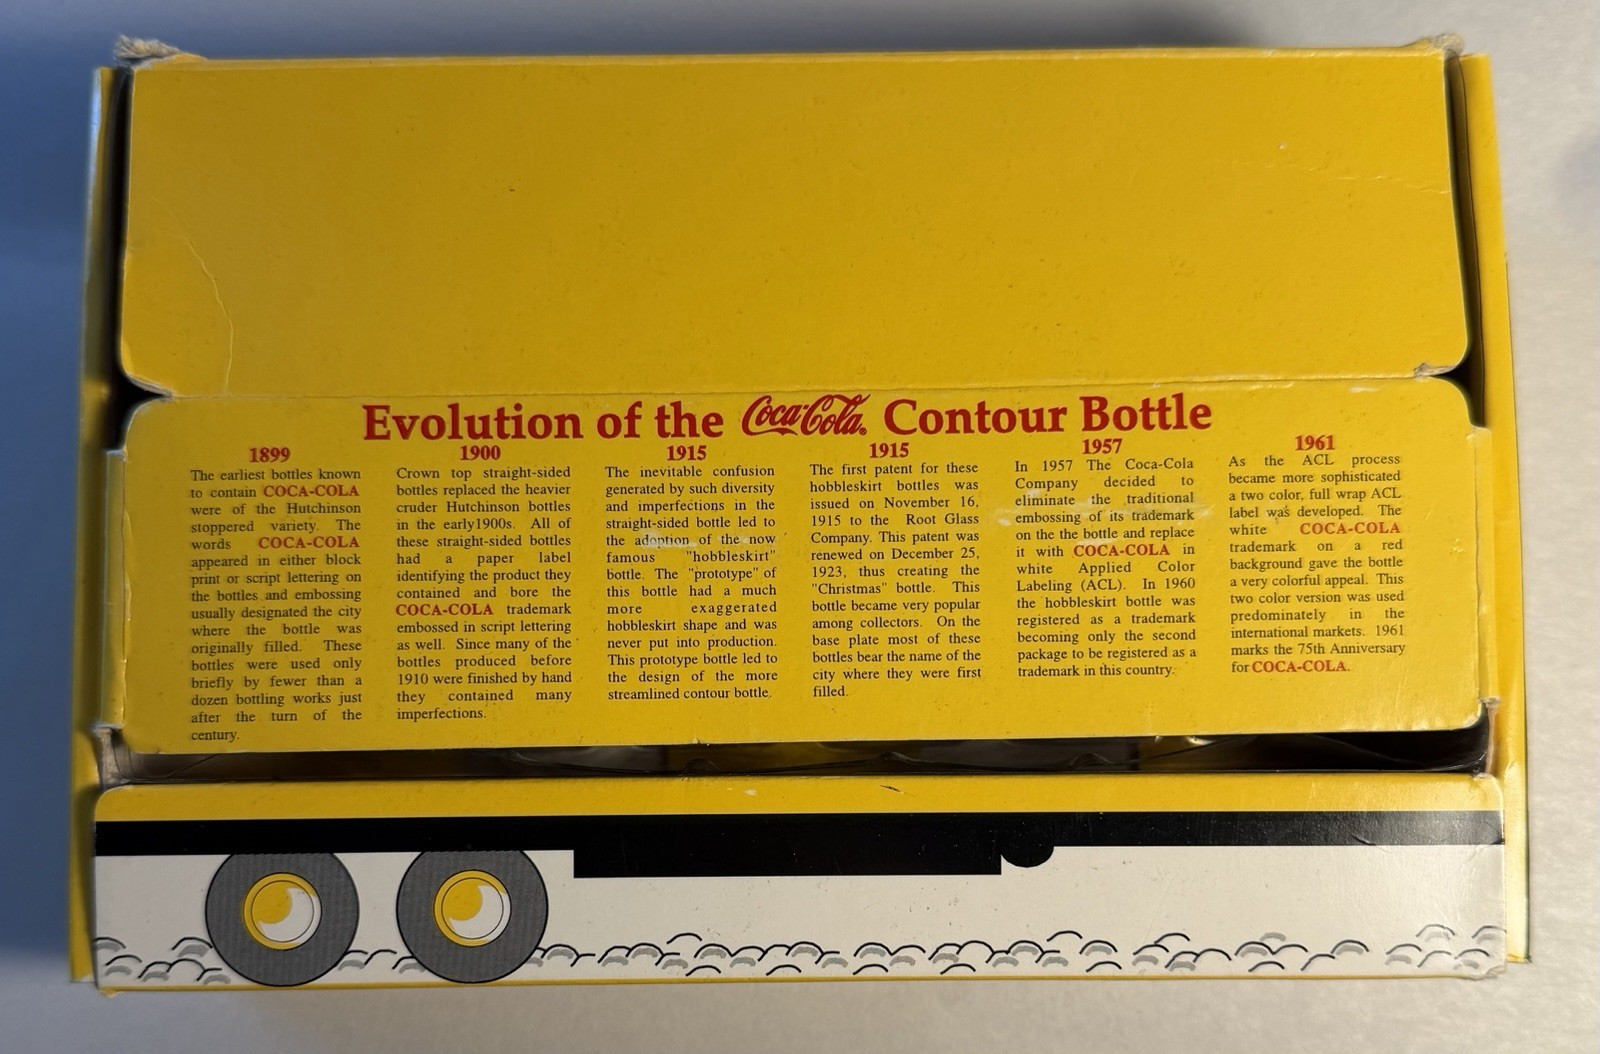 Evolution of the Coca-Cola Contour Bottle
1899
The earliest bottles known
to contain COCA-COLA
were of the Hutchinson
stoppered variety. The
words COCA-COLA
appeared in either block
print or script lettering on
the bottles and embossing
usually designated the city
where the bottle was
originally filled. These
bottles were used only
briefly by fewer than a
dozen bottling works just
after the turn of the
century.
1900
Crown top straight-sided
bottles replaced the heavier
cruder Hutchinson bottles
in the early1900s. All of
these straight-sided bottles
had a paper label
identifying the product they
contained and bore the
COCA-COLA trademark
embossed in script lettering
as well. Since many of the
bottles produced before
1910 were finished by hand
they contained many
imperfections.
1915
The inevitable confusion
generated by such diversity
and imperfections in the
straight-sided bottle led to
the adoption of the now
famous "hobbleskirt"
bottle. The "prototype" of
this bottle had a much
more exaggerated
hobbleskirt shape and was
never put into production.
This prototype bottle led to
the design of the more
streamlined contour bottle.
1915
The first patent for these
hobbleskirt bottles was
issued on November 16,
1915 to the Root Glass
Company. This patent was
renewed on December 25,
1923, thus creating the
"Christmas" bottle. This
bottle became very popular
among collectors. On the
base plate most of these
bottles bear the name of the
city where they were first
filled.
1957
In 1957 The Coca-Cola
Company decided to
eliminate the traditional
embossing of its trademark
on the the bottle and replace
it with COCA-COLA in
white Applied Color
Labeling (ACL). In 1960
the hobbleskirt bottle was
registered as a trademark
becoming only the second
package to be registered as a
trademark in this country.
1961
As the ACL process
became more sophisticated
a two color, full wrap ACL
label was developed. The
white COCA-COLA
trademark on a red
background gave the bottle
a very colorful appeal. This
two color version was used
predominately in the
international markets. 1961
marks the 75th Anniversary
for COCA-COLA.